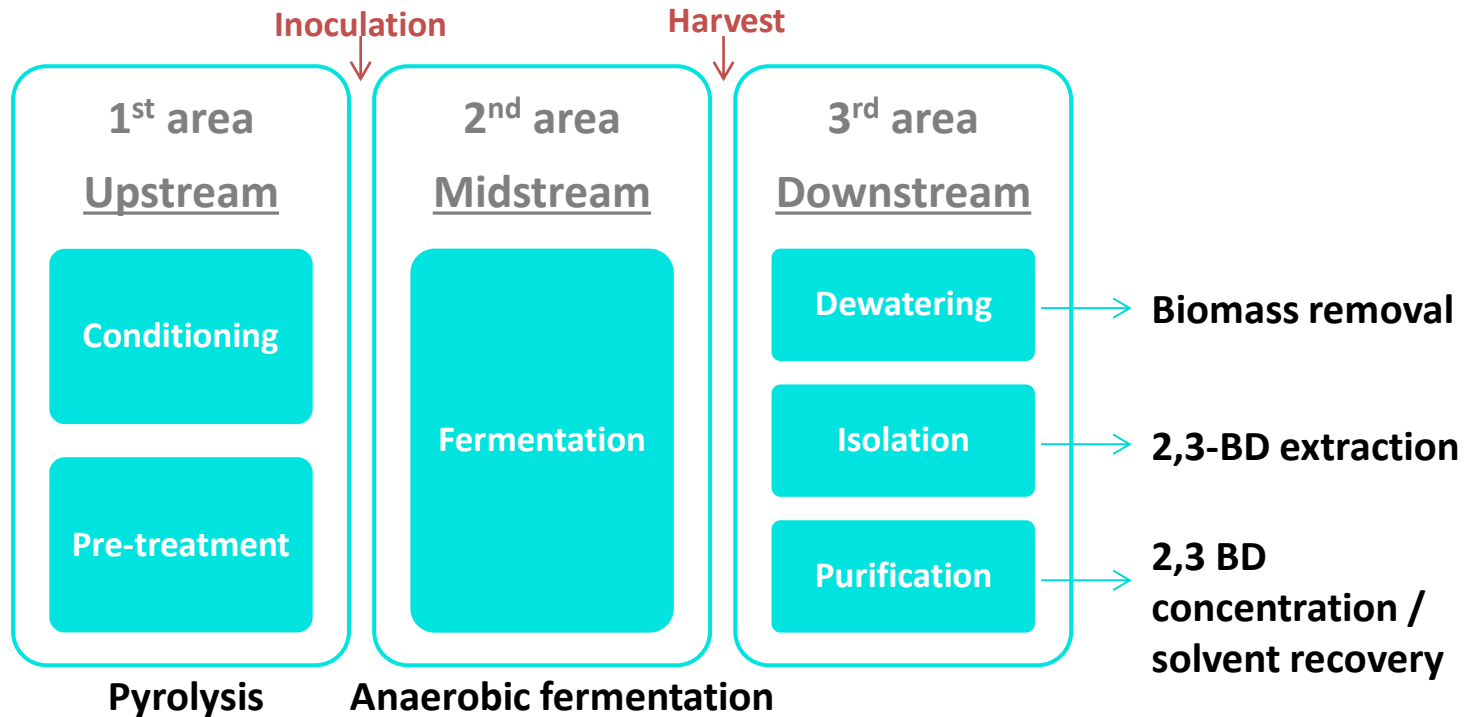 Inoculation
Harvest
1st area
Upstream
Conditioning
Pre-treatment
Pyrolysis
2nd area
Midstream
Fermentation
Anaerobic fermentation
3rd area
Downstream
Dewatering
Isolation
Purification
Biomass removal
2,3-BD extraction
2,3 BD
concentration /
solvent recovery